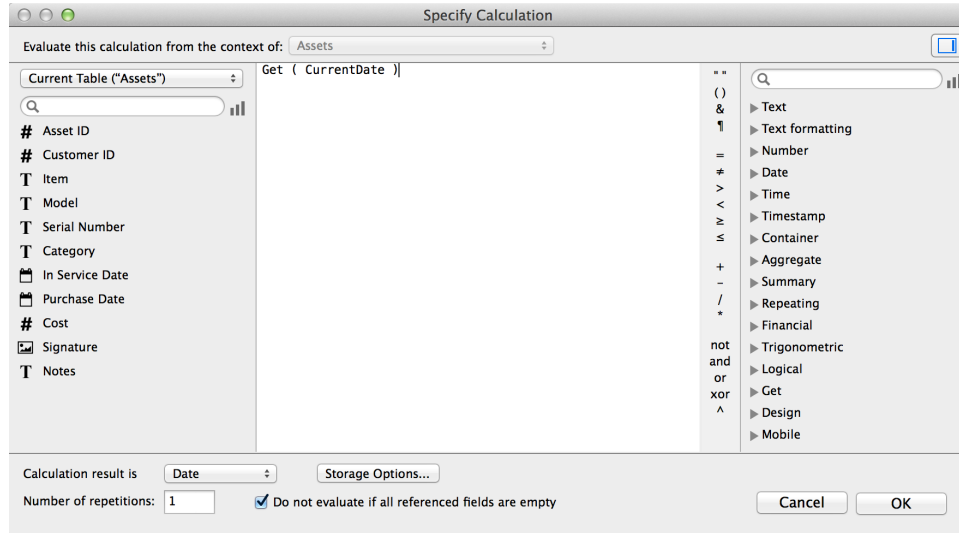 Specify Calculation
Evaluate this calculation from the context of: Assets
Current Table ("Assets")
Get ( CurrentDate )
# Asset ID
# Customer ID
T Item
T Model
T Serial Number
T Category
In Service Date
Purchase Date
# Cost
Signature
T Notes
" "
( )
&
¶
=
≠
>
<
≥
≤
+
-
/
*
not
and
or
xor
^
Text
Text formatting
Number
Date
Time
Timestamp
Container
Aggregate
Summary
Repeating
Financial
Trigonometric
Logical
Get
Design
Mobile
Calculation result is Date Storage Options...
Number of repetitions: 1 Do not evaluate if all referenced fields are empty
Cancel OK